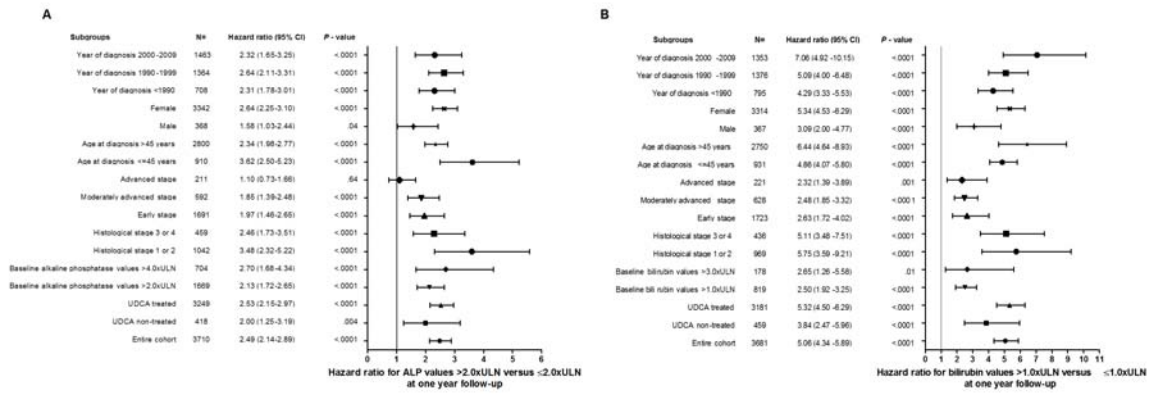 A
Subgroups N= Hazard ratio (95% CI) P - value
Year of diagnosis 2000-2009 1463 2.32 (1.65-3.25) <.0001
Year of diagnosis 1990-1999 1364 2.64 (2.11-3.31) <.0001
Year of diagnosis <1990 708 2.31 (1.78-3.01) <.0001
Female 3342 2.64 (2.25-3.10) <.0001
Male 368 1.58 (1.03-2.44) .04
Age at diagnosis >45 years 2800 2.34 (1.98-2.77) <.0001
Age at diagnosis <=45 years 910 3.62 (2.50-5.23) <.0001
Advanced stage 211 1.10 (0.73-1.66) .64
Moderately advanced stage 592 1.85 (1.39-2.48) <.0001
Early stage 1691 1.97 (1.46-2.65) <.0001
Histological stage 3 or 4 459 2.46 (1.73-3.51) <.0001
Histological stage 1 or 2 1042 3.48 (2.32-5.22) <.0001
Baseline alkaline phosphatase values >4.0xULN 704 2.70 (1.68-4.34) <.0001
Baseline alkaline phosphatase values >2.0xULN 1669 2.13 (1.72-2.65) <.0001
UDCA treated 3249 2.53 (2.15-2.97) <.0001
UDCA non-treated 418 2.00 (1.25-3.19) .004
Entire cohort 3710 2.49 (2.14-2.89) <.0001
0 1 2 3 4 5 6
Hazard ratio for ALP values >2.0xULN versus ≤2.0xULN
at one year follow-up
B
Subgroups N= Hazard ratio (95% CI) P - value
Year of diagnosis 2000 -2009 1353 7.06 (4.92 -10.15) <.0001
Year of diagnosis 1990 -1999 1376 5.09 (4.00 -6.48) <.0001
Year of diagnosis <1990 795 4.29 (3.33 -5.53) <.0001
Female 3314 5.34 (4.53 -6.29) <.0001
Male 367 3.09 (2.00 -4.77) <.0001
Age at diagnosis >45 years 2750 6.44 (4.64 -8.93) <.0001
Age at diagnosis <=45 years 931 4.86 (4.07 -5.80) <.0001
Advanced stage 221 2.32 (1.39 -3.89) .001
Moderately advanced stage 628 2.48 (1.85 -3.32) <.0001
Early stage 1723 2.63 (1.72 -4.02) <.0001
Histological stage 3 or 4 436 5.11 (3.48 -7.51) <.0001
Histological stage 1 or 2 969 5.75 (3.59 -9.21) <.0001
Baseline bilirubin values >3.0xULN 178 2.65 (1.26 -5.58) .01
Baseline bili rubin values >1.0xULN 819 2.50 (1.92 -3.25) <.0001
UDCA treated 3181 5.32 (4.50 -6.29) <.0001
UDCA non-treated 459 3.84 (2.47 -5.96) <.0001
Entire cohort 3681 5.06 (4.34 -5.89) <.0001
0 1 2 3 4 5 6 7 8 9 10 11
Hazard ratio for bilirubin values >1.0xULN versus ≤1.0xULN
at one year follow-up